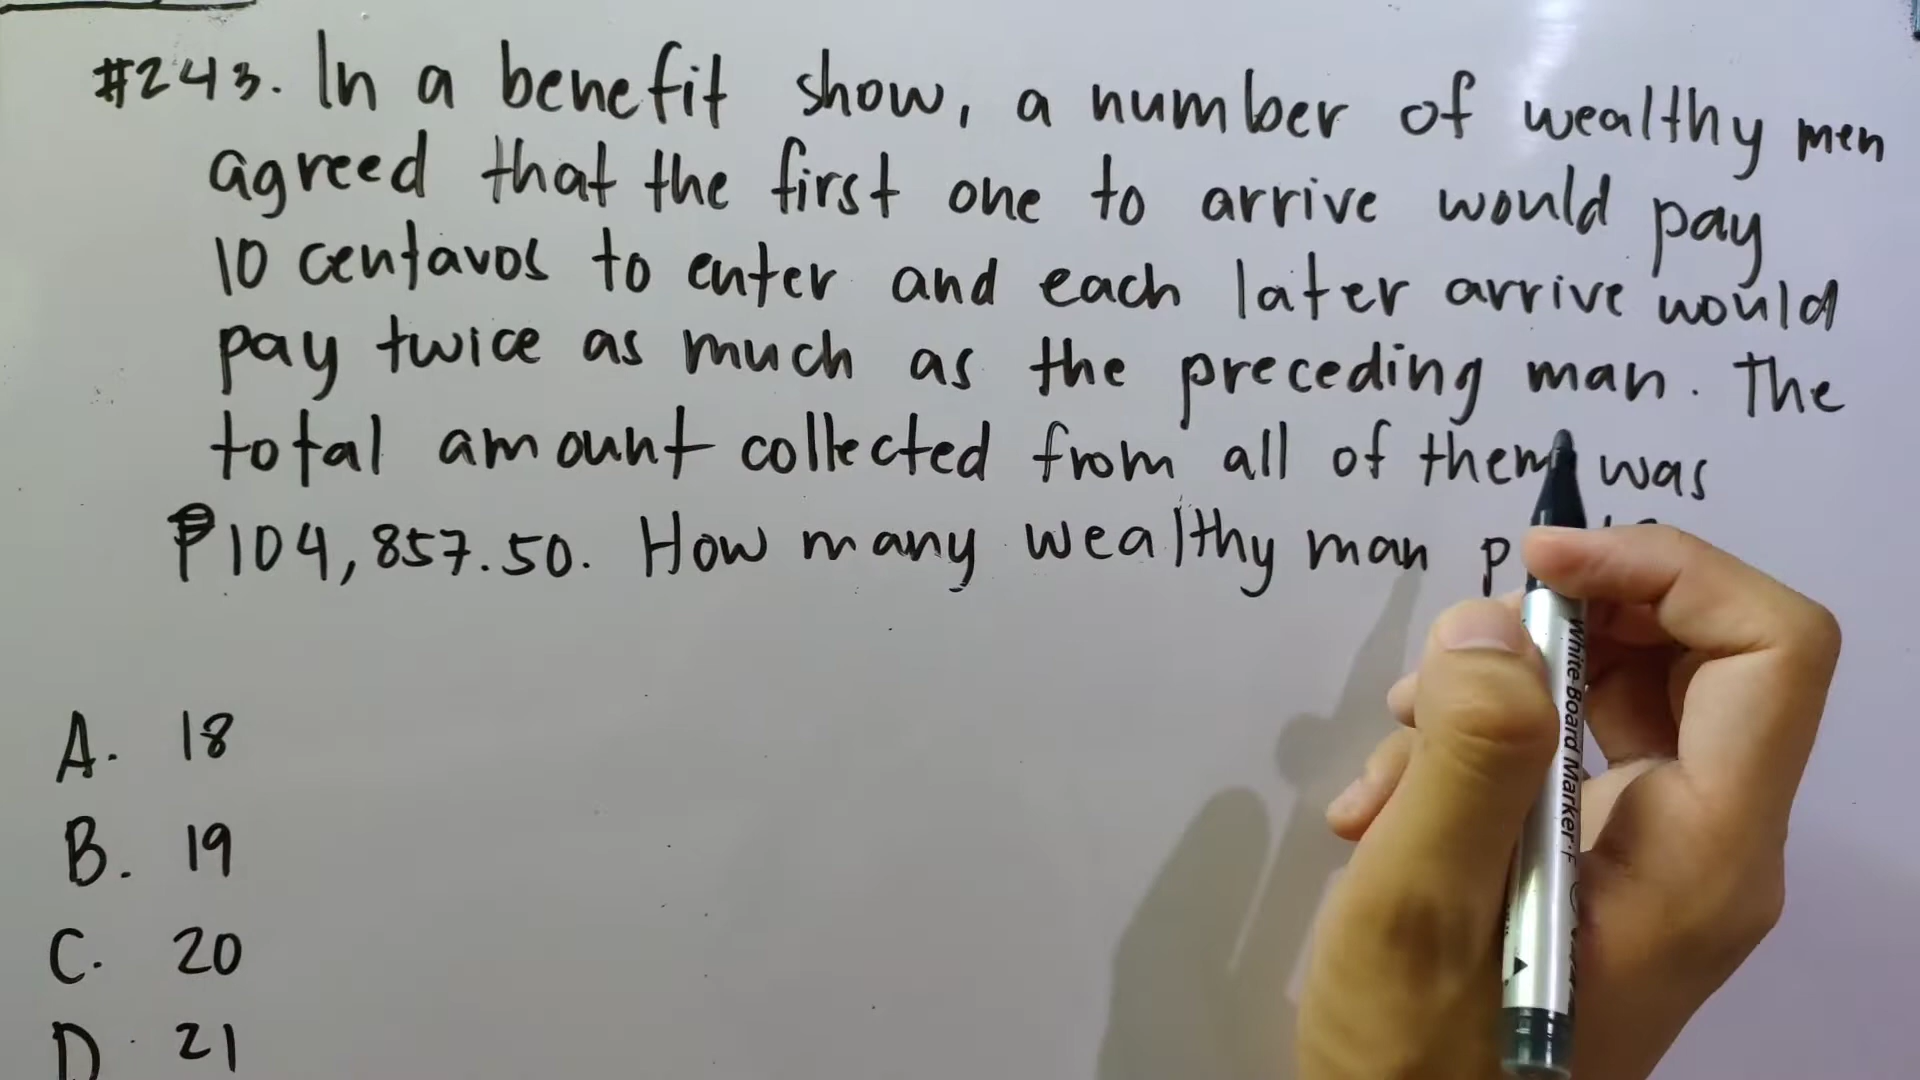 #243. In a benefit show, a number of wealthy men
agreed that the first one to arrive would pay
10 centavos to enter and each later arrive would
pay twice as much as the preceding man. The
total amount collected from all of them was
₱104,857.50. How many wealthy man
A. 18
B. 19
C. 20
D. 21
White Board Marker